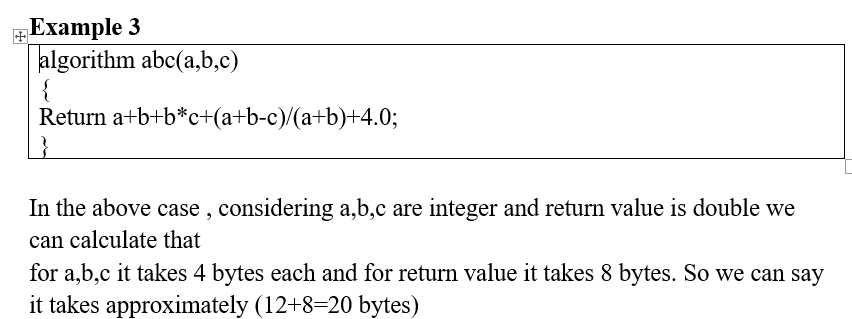 Example 3
algorithm abc(a,b,c)
{
Return a+b+b*c+(a+b-c)/(a+b)+4.0;
}
In the above case , considering a,b,c are integer and return value is double we
can calculate that
for a,b,c it takes 4 bytes each and for return value it takes 8 bytes. So we can say
it takes approximately (12+8=20 bytes)